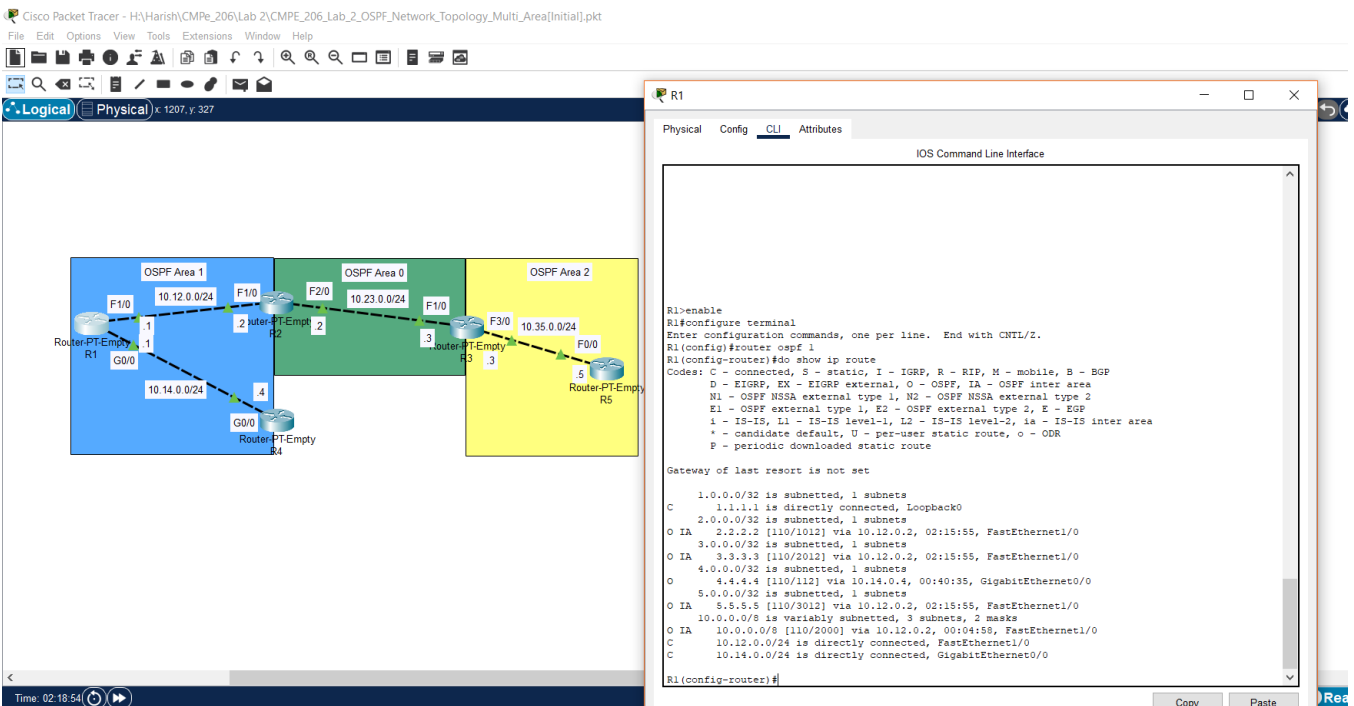 Cisco Packet Tracer - H:\Harish\CMPe_206\Lab 2\CMPE_206_Lab_2_OSPF_Network_Topology_Multi_Area[Initial].pkt
File Edit Options View Tools Extensions Window Help
Logical Physical x: 1207, y: 327
OSPF Area 1
OSPF Area 0
OSPF Area 2
F1/0
10.12.0.0/24
F1/0
F2/0
10.23.0.0/24
F1/0
F3/0
10.35.0.0/24
F0/0
.1
.2
.2
.3
.3
.5
Router-PT-Empty
R1
.1
G0/0
uter-PT-Empt
R2
outer-PT-Empty
R3
Router-PT-Empty
R5
10.14.0.0/24
.4
G0/0
Router-PT-Empty
R4
Time: 02:18:54
R1
Physical Config CLI Attributes
IOS Command Line Interface
R1>enable
R1#configure terminal
Enter configuration commands, one per line. End with CNTL/Z.
R1(config)#router ospf 1
R1(config-router)#do show ip route
Codes: C - connected, S - static, I - IGRP, R - RIP, M - mobile, B - BGP
D - EIGRP, EX - EIGRP external, O - OSPF, IA - OSPF inter area
N1 - OSPF NSSA external type 1, N2 - OSPF NSSA external type 2
E1 - OSPF external type 1, E2 - OSPF external type 2, E - EGP
i - IS-IS, L1 - IS-IS level-1, L2 - IS-IS level-2, ia - IS-IS inter area
* - candidate default, U - per-user static route, o - ODR
P - periodic downloaded static route
Gateway of last resort is not set
1.0.0.0/32 is subnetted, 1 subnets
C 1.1.1.1 is directly connected, Loopback0
2.0.0.0/32 is subnetted, 1 subnets
O IA 2.2.2.2 [110/1012] via 10.12.0.2, 02:15:55, FastEthernet1/0
3.0.0.0/32 is subnetted, 1 subnets
O IA 3.3.3.3 [110/2012] via 10.12.0.2, 02:15:55, FastEthernet1/0
4.0.0.0/32 is subnetted, 1 subnets
O 4.4.4.4 [110/112] via 10.14.0.4, 00:40:35, GigabitEthernet0/0
5.0.0.0/32 is subnetted, 1 subnets
O IA 5.5.5.5 [110/3012] via 10.12.0.2, 02:15:55, FastEthernet1/0
10.0.0.0/8 is variably subnetted, 3 subnets, 2 masks
O IA 10.0.0.0/8 [110/2000] via 10.12.0.2, 00:04:58, FastEthernet1/0
C 10.12.0.0/24 is directly connected, FastEthernet1/0
C 10.14.0.0/24 is directly connected, GigabitEthernet0/0
R1(config-router)#
Copy Paste
Rea